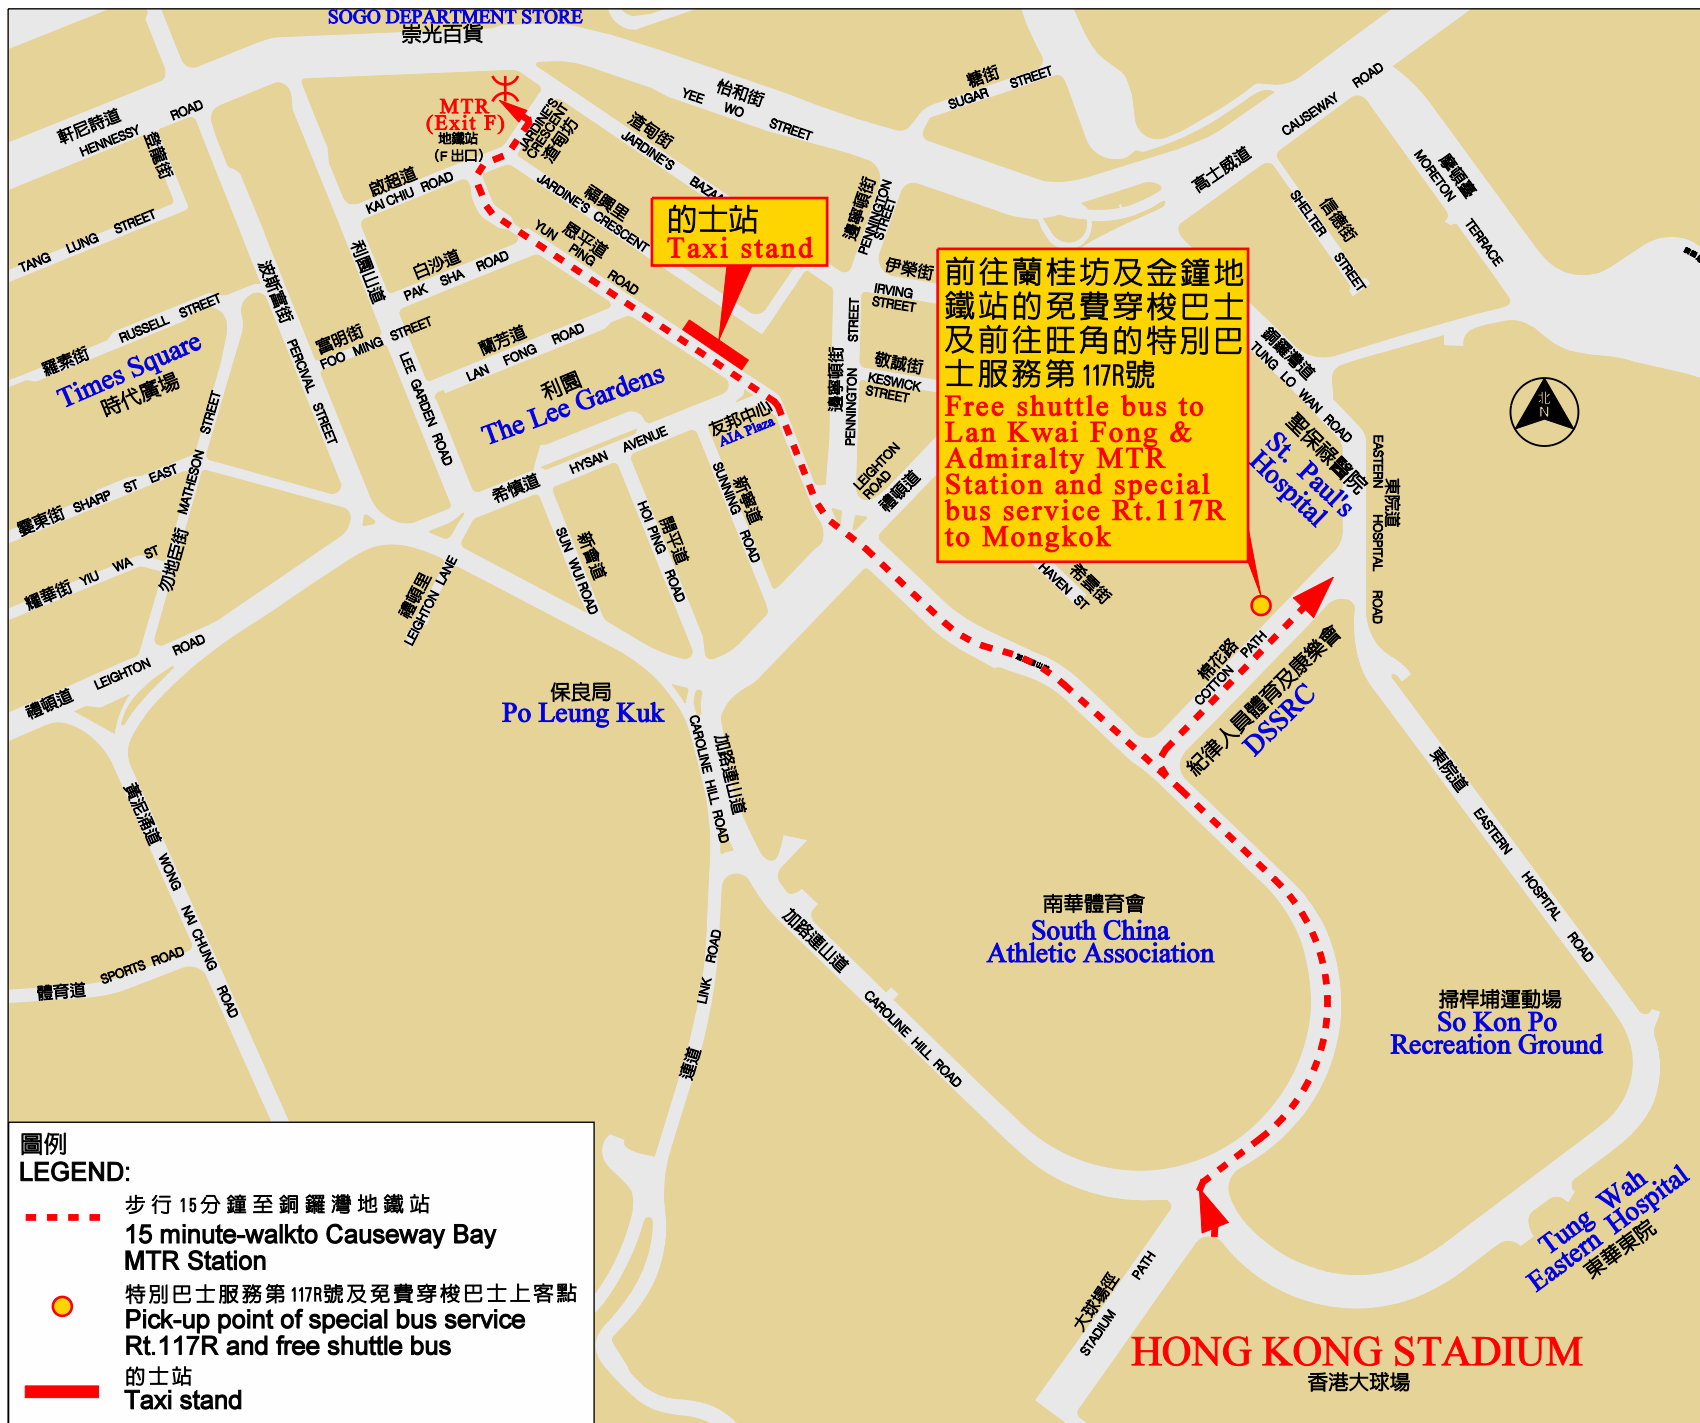 SOGO DEPARTMENT STORE
崇光百貨
MTR
(Exit F)
地鐵站
(F 出口)
軒尼詩道
HENNESSY ROAD
登龍街
TANG LUNG STREET
啟超道
KAI CHIU ROAD
JARDINE'S
CRESCENT
渣甸坊
渣甸街
JARDINE'S
怡和街
YEE WO STREET
糖街
SUGAR STREET
CAUSEWAY ROAD
高士威道
摩頓臺
MORETON TERRACE
信德街
SHELTER STREET
福興里
JARDINE'S CRESCENT
恩平道
YUN PING ROAD
的士站
Taxi stand
邊寧頓街
PENNINGTON
STREET
伊榮街
IRVING
STREET
前往蘭桂坊及金鐘地
鐵站的免費穿梭巴士
及前往旺角的特別巴
士服務第117R號
Free shuttle bus to
Lan Kwai Fong &
Admiralty MTR
Station and special
bus service Rt.117R
to Mongkok
利園山道
LEE GARDEN ROAD
白沙道
PAK SHA ROAD
波斯富街
PERCIVAL STREET
羅素街
RUSSELL STREET
Times Square
時代廣場
富明街
FOO MING STREET
蘭芳道
LAN FONG ROAD
利園
The Lee Gardens
友邦中心
AIA Plaza
邊寧頓街
PENNINGTON STREET
敬誠街
KESWICK
STREET
LEIGHTON
ROAD
禮頓道
銅鑼灣道
TUNG LO WAN ROAD
聖保祿醫院
St. Paul's
Hospital
東院道
EASTERN HOSPITAL ROAD
北
N
霎東街 SHARP ST EAST
勿地臣街 MATHESON STREET
耀華街 YIU WA ST
希慎道
HYSAN AVENUE
新會道
SUN WUI ROAD
開平道
HOI PING ROAD
新寧道
SUNNING ROAD
禮頓里
LEIGHTON LANE
希雲街
HAVEN ST
棉花路
COTTON PATH
紀律人員體育及康樂會
DSSRC
禮頓道
LEIGHTON ROAD
保良局
Po Leung Kuk
加路連山道
CAROLINE HILL ROAD
東院道
EASTERN HOSPITAL ROAD
黃泥涌道 WONG NAI CHUNG ROAD
體育道 SPORTS ROAD
連道 LINK ROAD
加路連山道
CAROLINE HILL ROAD
南華體育會
South China
Athletic Association
掃桿埔運動場
So Kon Po
Recreation Ground
Tung Wah
Eastern Hospital
東華東院
大球場徑
STADIUM PATH
HONG KONG STADIUM
香港大球場
圖例
LEGEND:
步行15分鐘至銅鑼灣地鐵站
15 minute-walkto Causeway Bay
MTR Station
特別巴士服務第117R號及免費穿梭巴士上客點
Pick-up point of special bus service
Rt.117R and free shuttle bus
的士站
Taxi stand